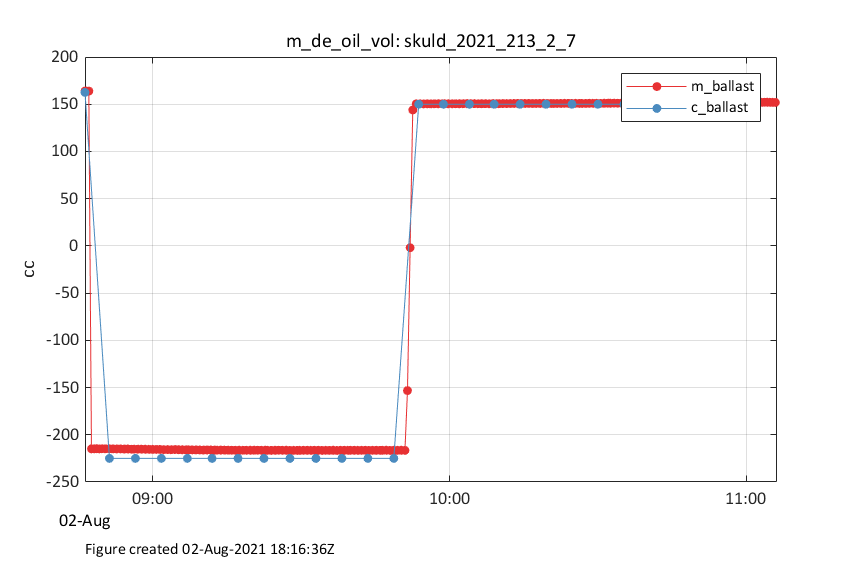 m_de_oil_vol: skuld_2021_213_2_7
200
150
100
50
0
-50
-100
-150
-200
-250
cc
m_ballast
c_ballast
09:00
10:00
11:00
02-Aug
Figure created 02-Aug-2021 18:16:36Z